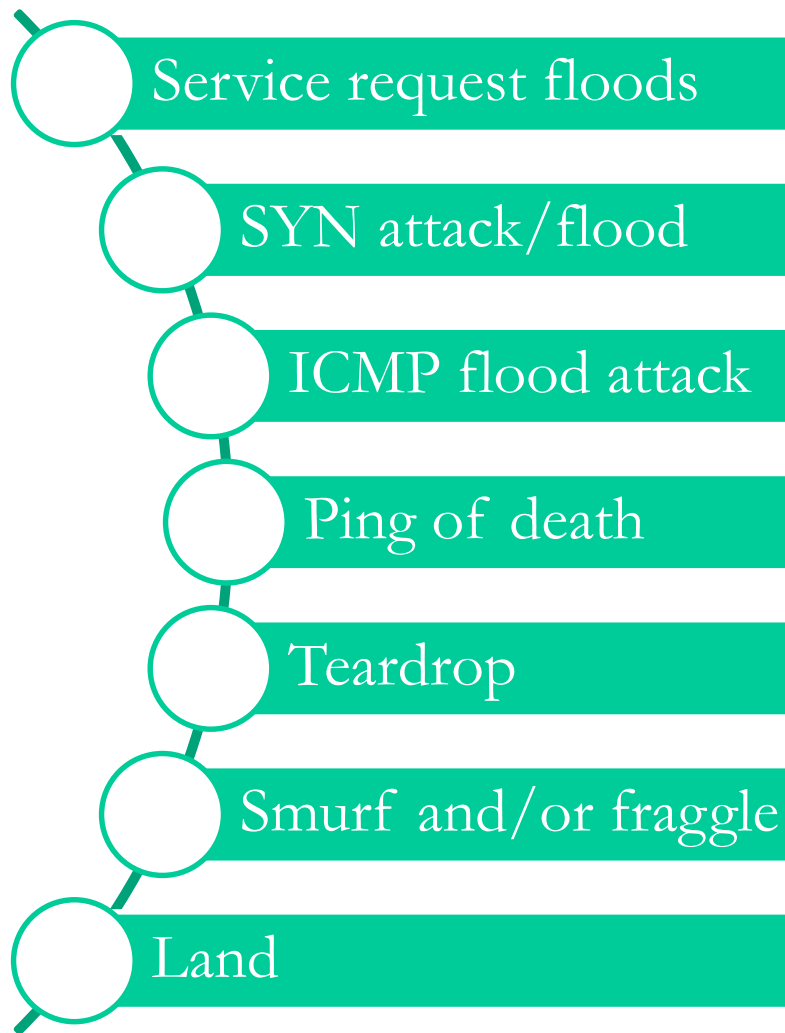 Service request floods
SYN attack/flood
ICMP flood attack
Ping of death
Teardrop
Smurf and/or fraggle
Land